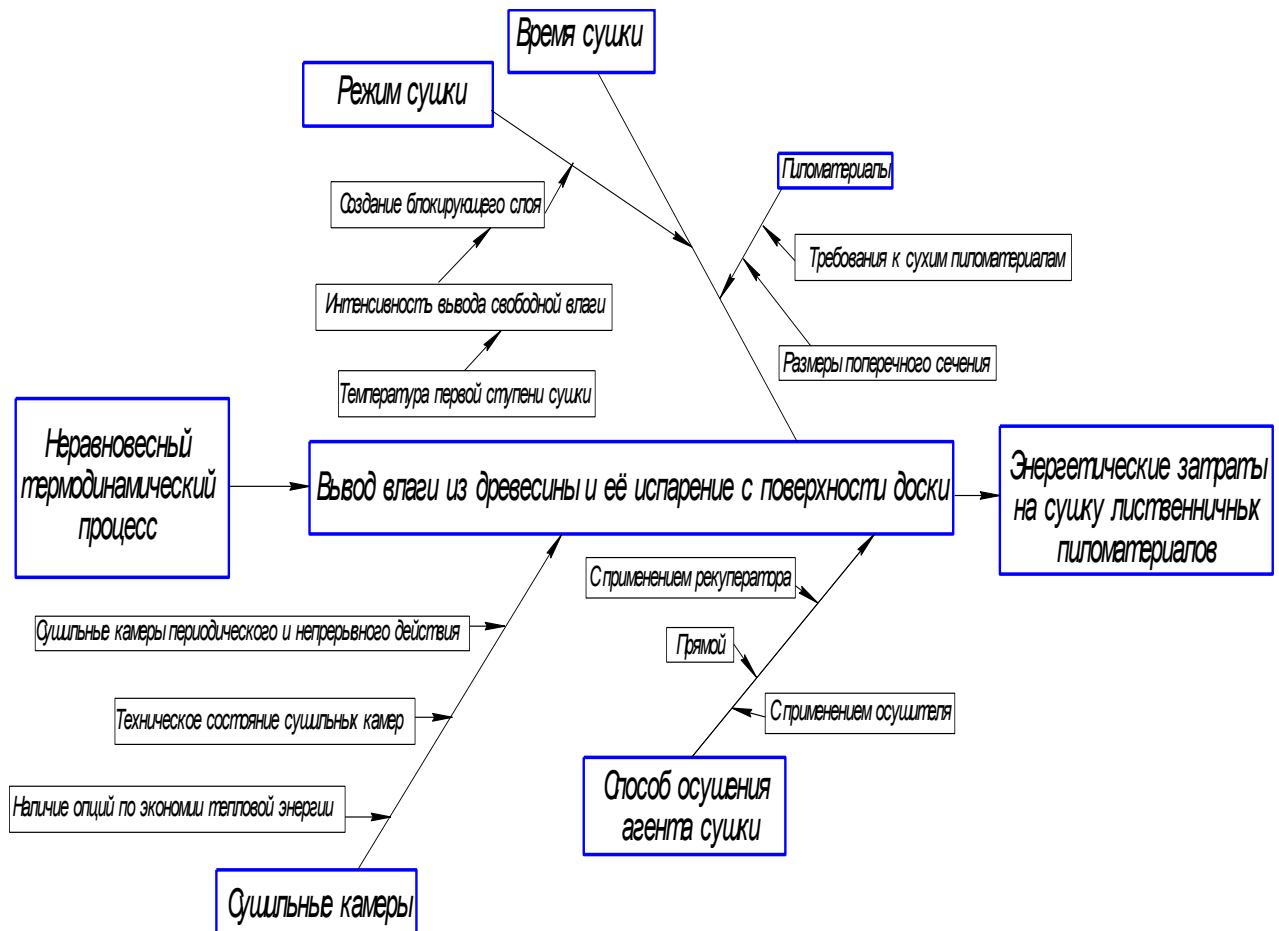 Время сушки
Режим сушки
Пиломатериалы
Создание блокирующего слоя
Требования к сухим пиломатериалам
Интенсивность вывода свободной влаги
Размеры поперечного сечения
Температура первой ступени сушки
Неравновесный
термодинамический
процесс
Вывод влаги из древесины и её испарение с поверхности доски
Энергетические затраты
на сушку лиственничных
пиломатериалов
С применением рекуператора
Сушильные камеры периодического и непрерывного действия
Прямой
Техническое состояние сушильных камер
С применением осушителя
Способ осушения
агента сушки
Наличие опций по экономии тепловой энергии
Сушильные камеры